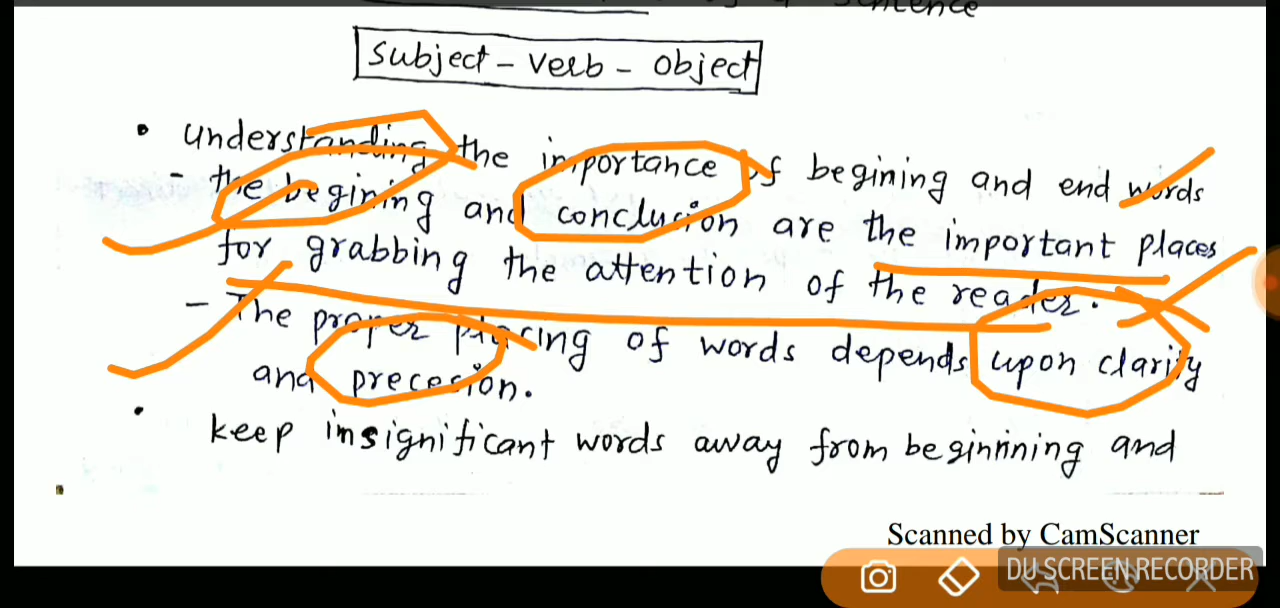 sentence
Subject - Verb - Object
• understanding the importance of begining and end words
- the begining and conclusion are the important places
for grabbing the attention of the reader.
- The proper placing of words depends upon clarity
and precesion.
• keep insignificant words away from beginning and
Scanned by CamScanner
DU SCREEN RECORDER